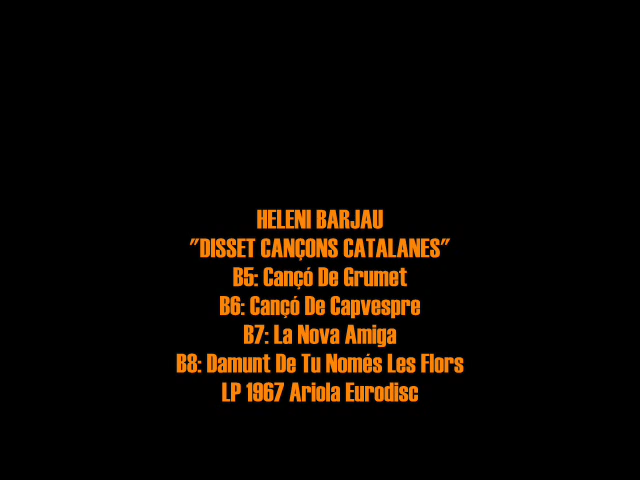 HELENI BARJAU
"DISSET CANÇONS CATALANES"
B5: Cançó De Grumet
B6: Cançó De Capvespre
B7: La Nova Amiga
B8: Damunt De Tu Només Les Flors
LP 1967 Ariola Eurodisc